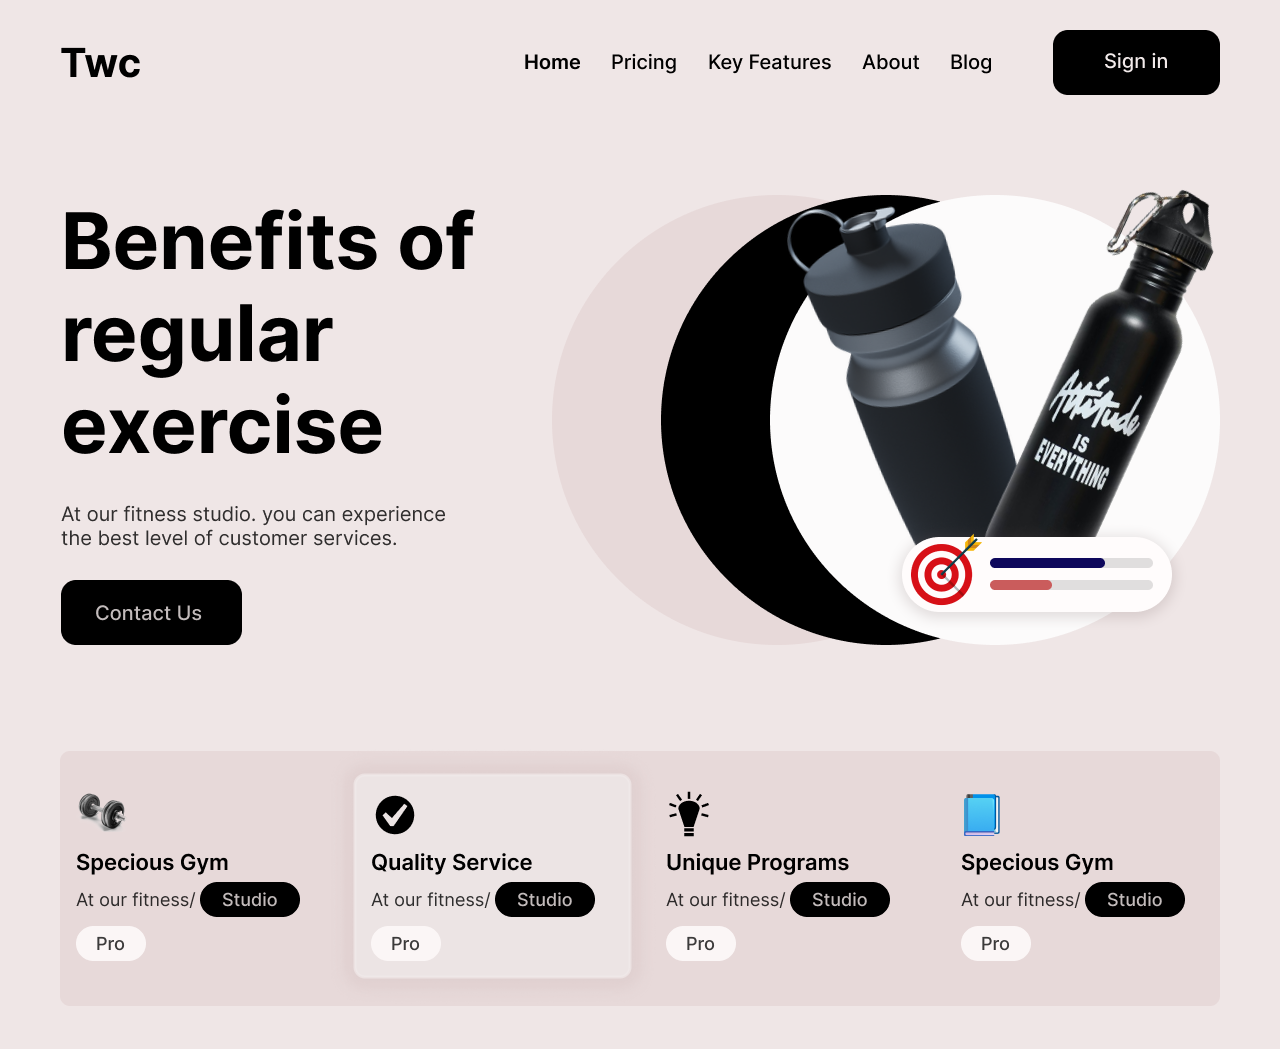 Twc
Home Pricing Key Features About Blog Sign in
Benefits of
regular
exercise
At our fitness studio. you can experience
the best level of customer services.
Contact Us
Attitude
IS
EVERYTHING
Specious Gym
At our fitness/ Studio
Pro
Quality Service
At our fitness/ Studio
Pro
Unique Programs
At our fitness/ Studio
Pro
Specious Gym
At our fitness/ Studio
Pro